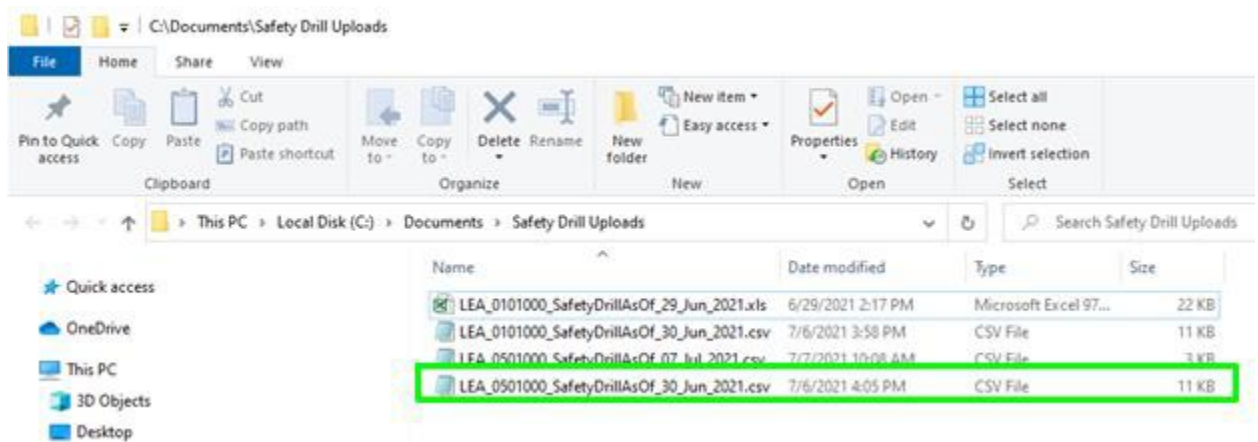 C:\Documents\Safety Drill Uploads
File Home Share View
Pin to Quick access
Copy
Paste
Cut
Copy path
Paste shortcut
Clipboard
Move to
Copy to
Delete
Rename
Organize
New folder
New item
Easy access
New
Properties
Open
Edit
History
Open
Select all
Select none
Invert selection
Select
This PC Local Disk (C:) Documents Safety Drill Uploads
Search Safety Drill Uploads
Quick access
OneDrive
This PC
3D Objects
Desktop
Name Date modified Type Size
LEA_0101000_SafetyDrillAsOf_29_Jun_2021.xls 6/29/2021 2:17 PM Microsoft Excel 97... 22 KB
LEA_0101000_SafetyDrillAsOf_30_Jun_2021.csv 7/6/2021 3:58 PM CSV File 11 KB
LEA_0501000_SafetyDrillAsOf_07_Jul_2021.csv 7/7/2021 10:08 AM CSV File 3 KB
LEA_0501000_SafetyDrillAsOf_30_Jun_2021.csv 7/6/2021 4:05 PM CSV File 11 KB